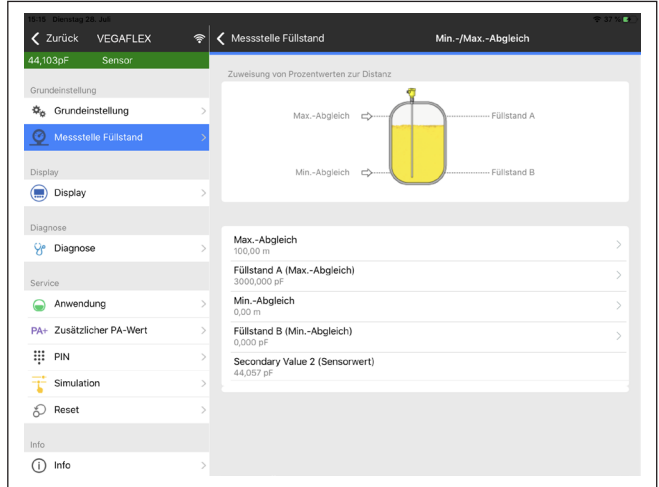 15:15 Dienstag 28. Juli
37 %
Zurück VEGAFLEX
Messstelle Füllstand
Min.-/Max.-Abgleich
44,103pF Sensor
Grundeinstellung
Grundeinstellung
Messstelle Füllstand
Display
Display
Diagnose
Diagnose
Service
Anwendung
PA+ Zusätzlicher PA-Wert
PIN
Simulation
Reset
Info
Info
Zuweisung von Prozentwerten zur Distanz
Max.-Abgleich
Füllstand A
Min.-Abgleich
Füllstand B
Max.-Abgleich
100,00 m
Füllstand A (Max.-Abgleich)
3000,000 pF
Min.-Abgleich
0,00 m
Füllstand B (Min.-Abgleich)
0,000 pF
Secondary Value 2 (Sensorwert)
44,057 pF